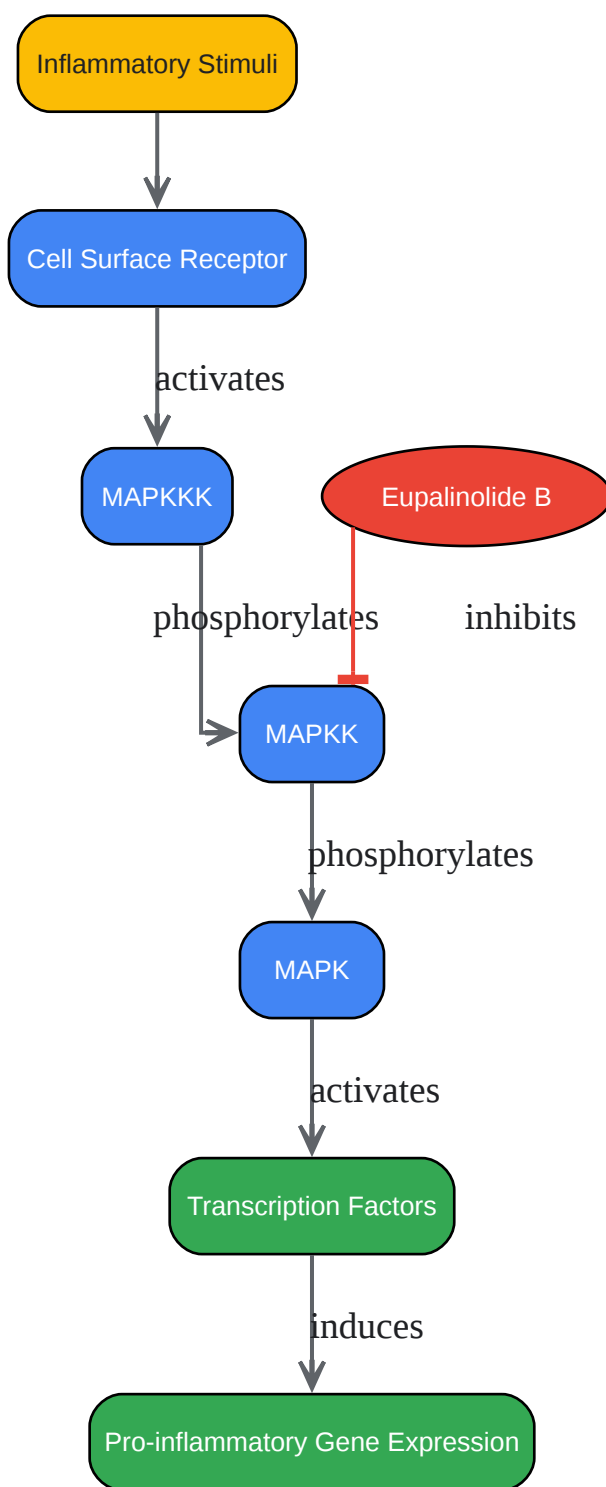 Inflammatory Stimuli
Cell Surface Receptor
activates
MAPKKK
Eupalinolide B
phosphorylates
inhibits
MAPKK
phosphorylates
MAPK
activates
Transcription Factors
induces
Pro-inflammatory Gene Expression